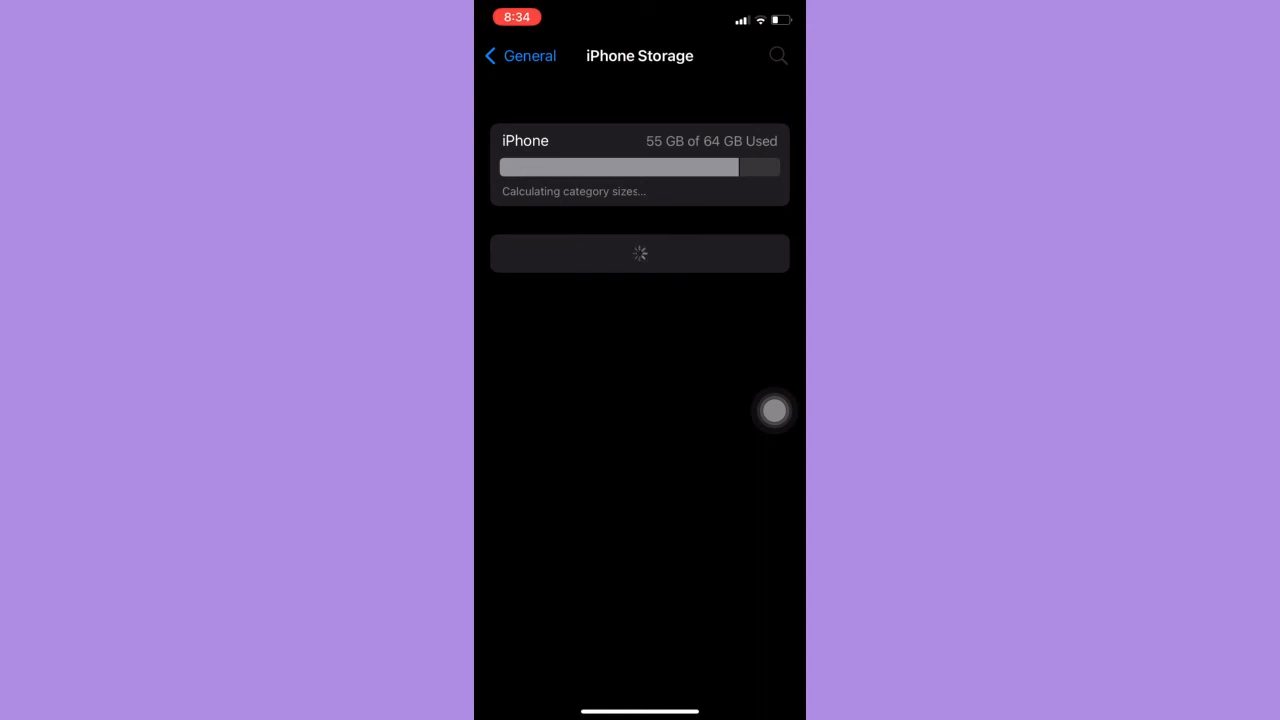 8:34
General
iPhone Storage
iPhone
55 GB of 64 GB Used
Calculating category sizes...